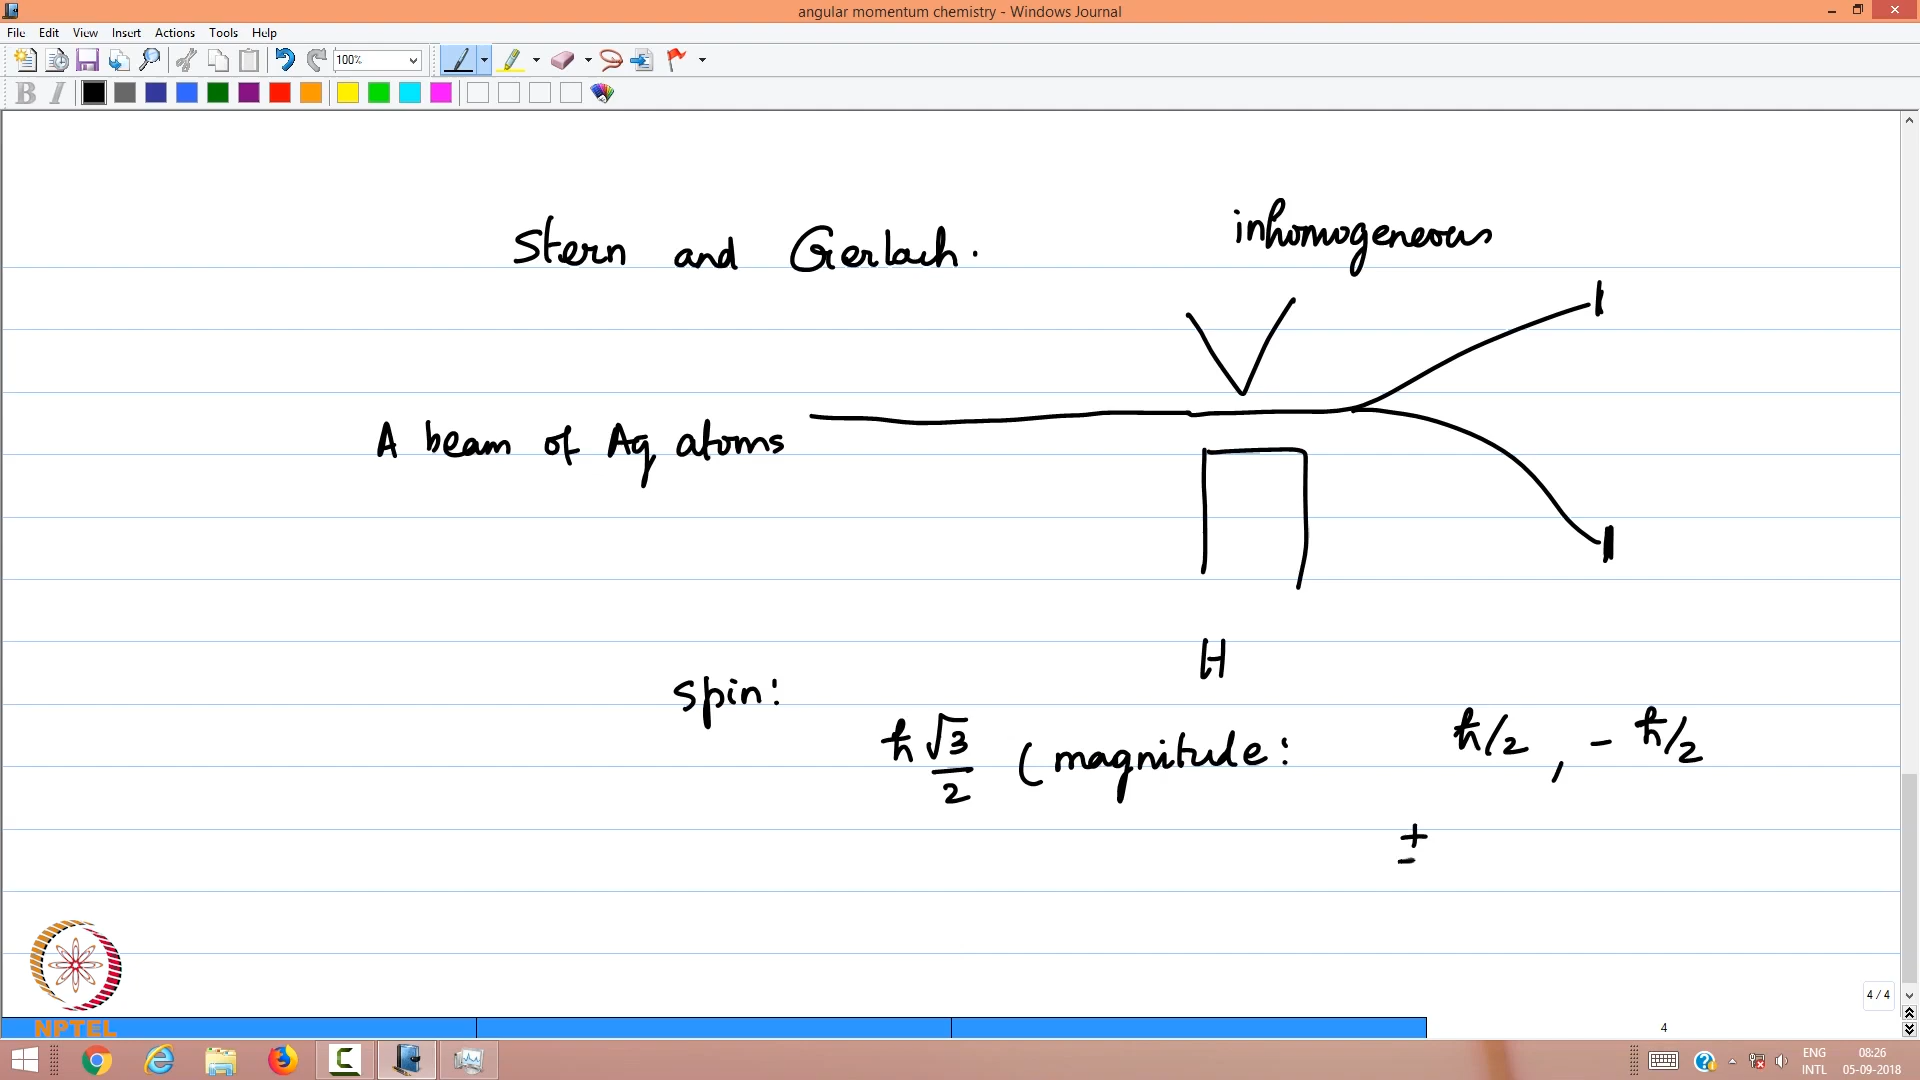 angular momentum chemistry - Windows Journal
File Edit View Insert Actions Tools Help
100%
B I
Stern and Gerlach.
inhomogeneous
A beam of Ag atoms
H
spin:
ħ √3/2 (magnitude: ħ/2, - ħ/2
±
4 / 4
NPTEL
4
ENG 08:26
INTL 05-09-2018